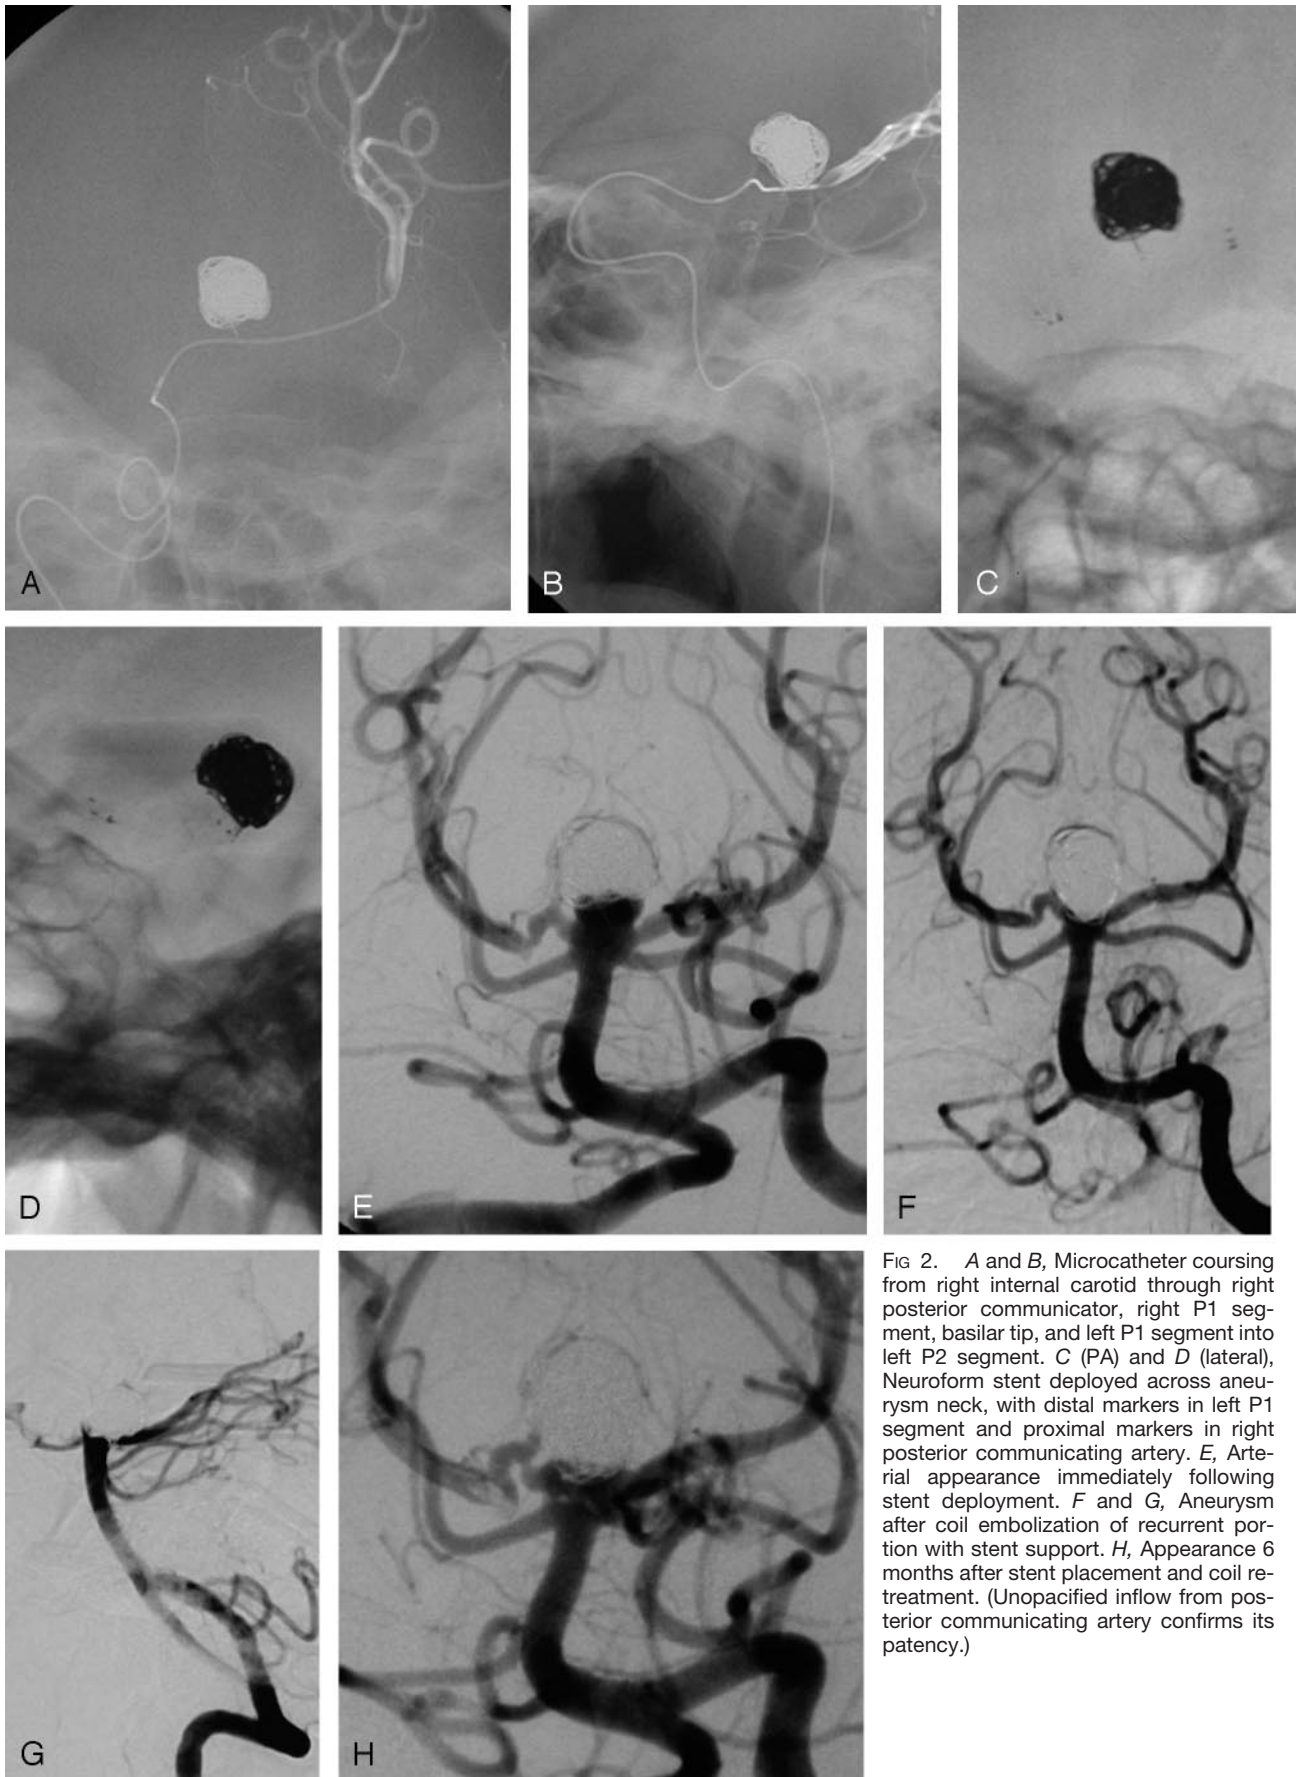 A
B
C
D
E
F
G
H
FIG 2. A and B, Microcatheter coursing
from right internal carotid through right
posterior communicator, right P1 seg-
ment, basilar tip, and left P1 segment into
left P2 segment. C (PA) and D (lateral),
Neuroform stent deployed across aneu-
rysm neck, with distal markers in left P1
segment and proximal markers in right
posterior communicating artery. E, Arte-
rial appearance immediately following
stent deployment. F and G, Aneurysm
after coil embolization of recurrent por-
tion with stent support. H, Appearance 6
months after stent placement and coil re-
treatment. (Unopacified inflow from pos-
terior communicating artery confirms its
patency.)